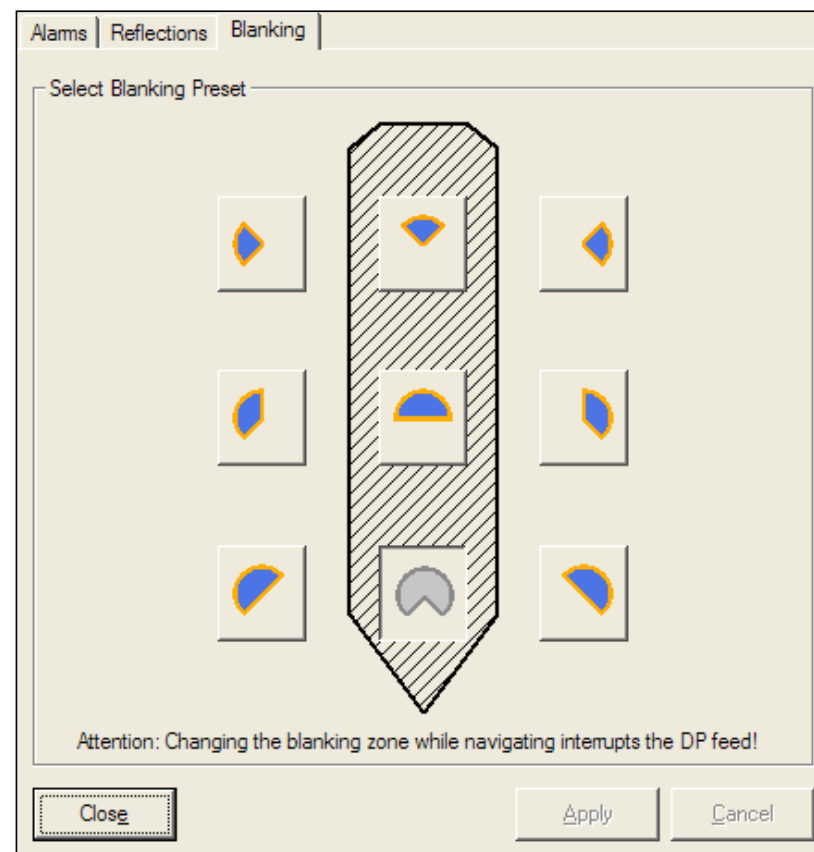 Alarms Reflections Blanking
Select Blanking Preset
Attention: Changing the blanking zone while navigating interrupts the DP feed!
Close Apply Cancel